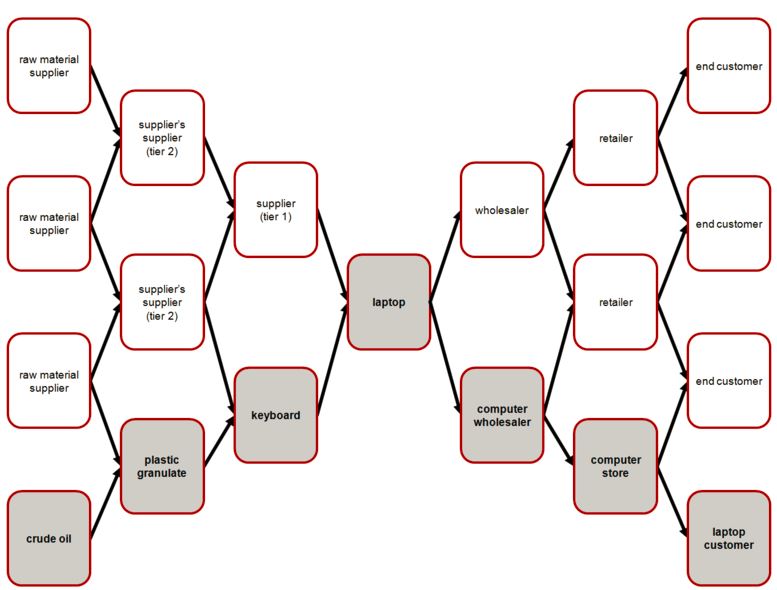 raw material
supplier
raw material
supplier
raw material
supplier
crude oil
supplier's
supplier
(tier 2)
supplier's
supplier
(tier 2)
plastic
granulate
supplier
(tier 1)
keyboard
laptop
wholesaler
computer
wholesaler
retailer
retailer
computer
store
end customer
end customer
end customer
laptop
customer